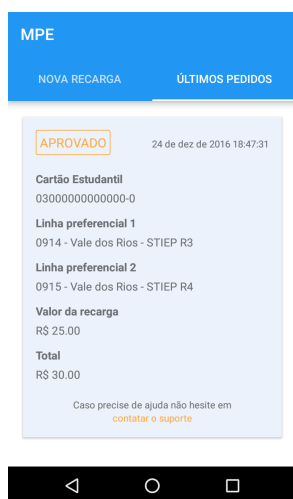 MPE
NOVA RECARGA
ÚLTIMOS PEDIDOS
APROVADO
24 de dez de 2016 18:47:31
Cartão Estudantil
03000000000000-0
Linha preferencial 1
0914 - Vale dos Rios - STIEP R3
Linha preferencial 2
0915 - Vale dos Rios - STIEP R4
Valor da recarga
R$ 25.00
Total
R$ 30.00
Caso precise de ajuda não hesite em
contatar o suporte